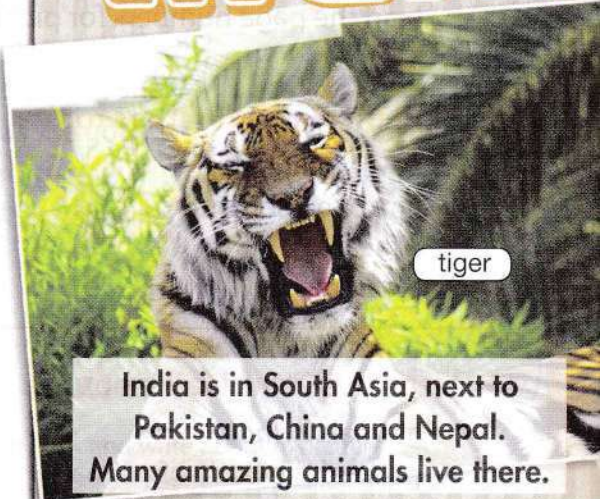 tiger
India is in South Asia, next to
Pakistan, China and Nepal.
Many amazing animals live there.